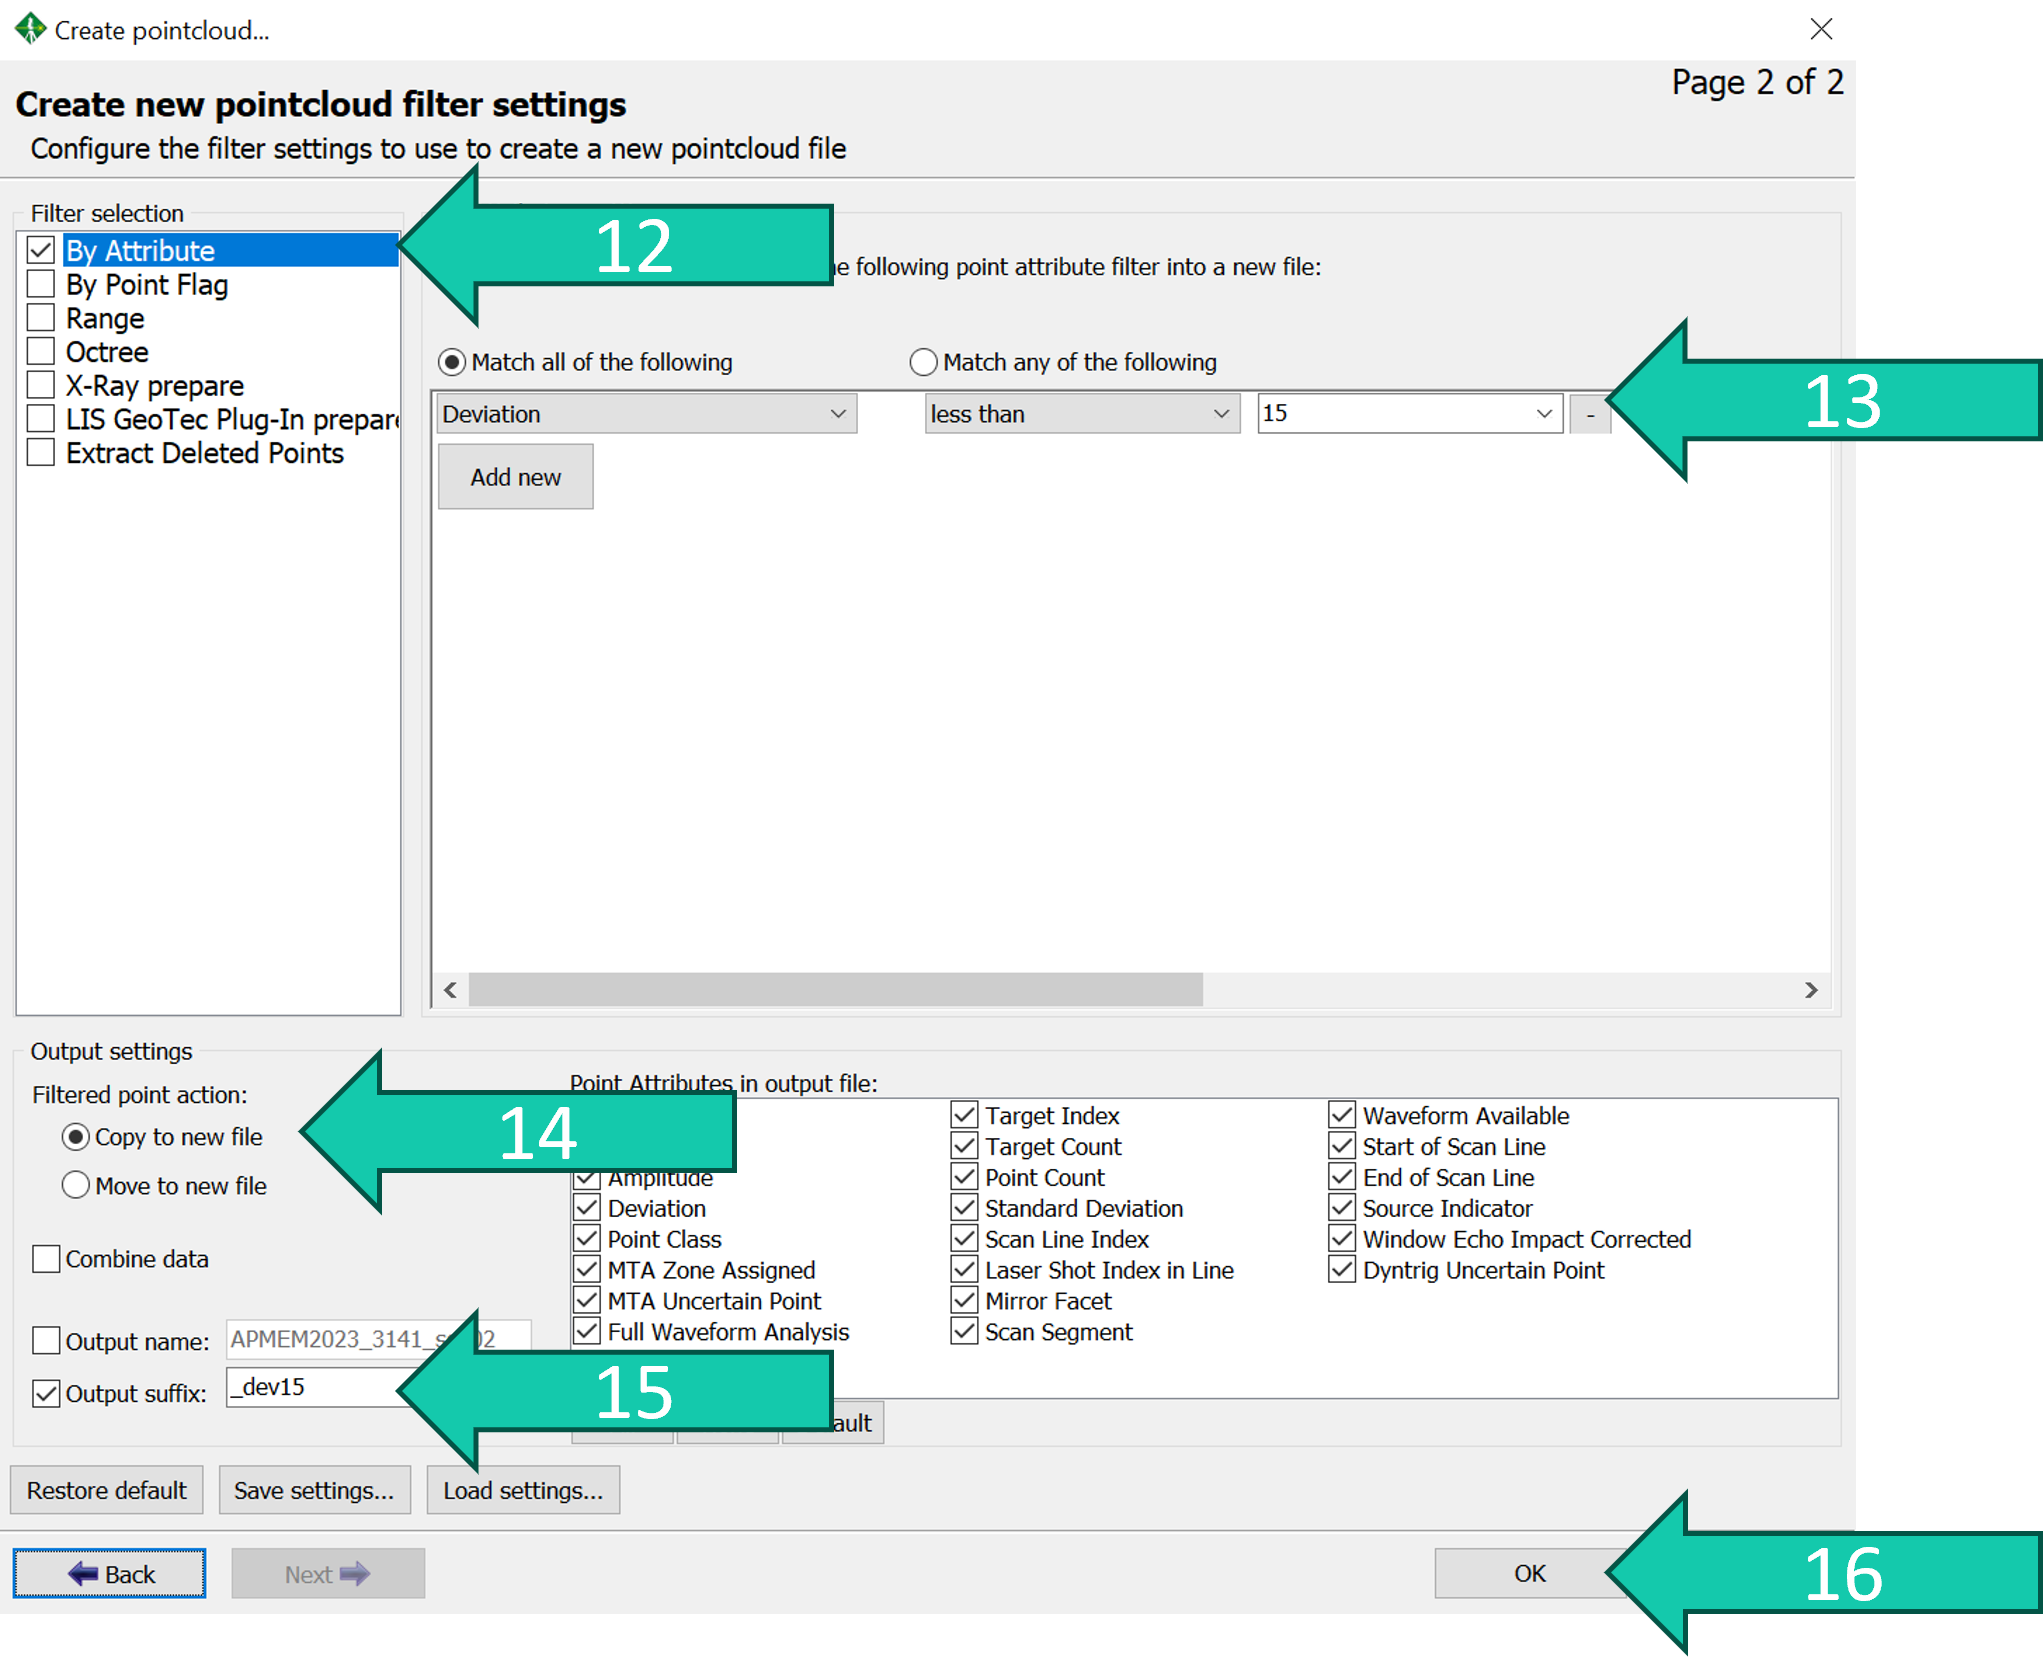 Create pointcloud...
Page 2 of 2
Create new pointcloud filter settings
Configure the filter settings to use to create a new pointcloud file
Filter selection
By Attribute
By Point Flag
Range
Octree
X-Ray prepare
LIS GeoTec Plug-In prepare
Extract Deleted Points
12
following point attribute filter into a new file:
Match all of the following
Match any of the following
Deviation
less than
15
-
13
Add new
Output settings
Filtered point action:
Copy to new file
Move to new file
14
Combine data
Output name:
APMEM2023_3141_
02
Output suffix:
_dev15
15
Point Attributes in output file:
Amplitude
Deviation
Point Class
MTA Zone Assigned
MTA Uncertain Point
Full Waveform Analysis
Target Index
Target Count
Point Count
Standard Deviation
Scan Line Index
Laser Shot Index in Line
Mirror Facet
Scan Segment
Waveform Available
Start of Scan Line
End of Scan Line
Source Indicator
Window Echo Impact Corrected
Dyntrig Uncertain Point
ault
Restore default
Save settings...
Load settings...
Back
Next
OK
16